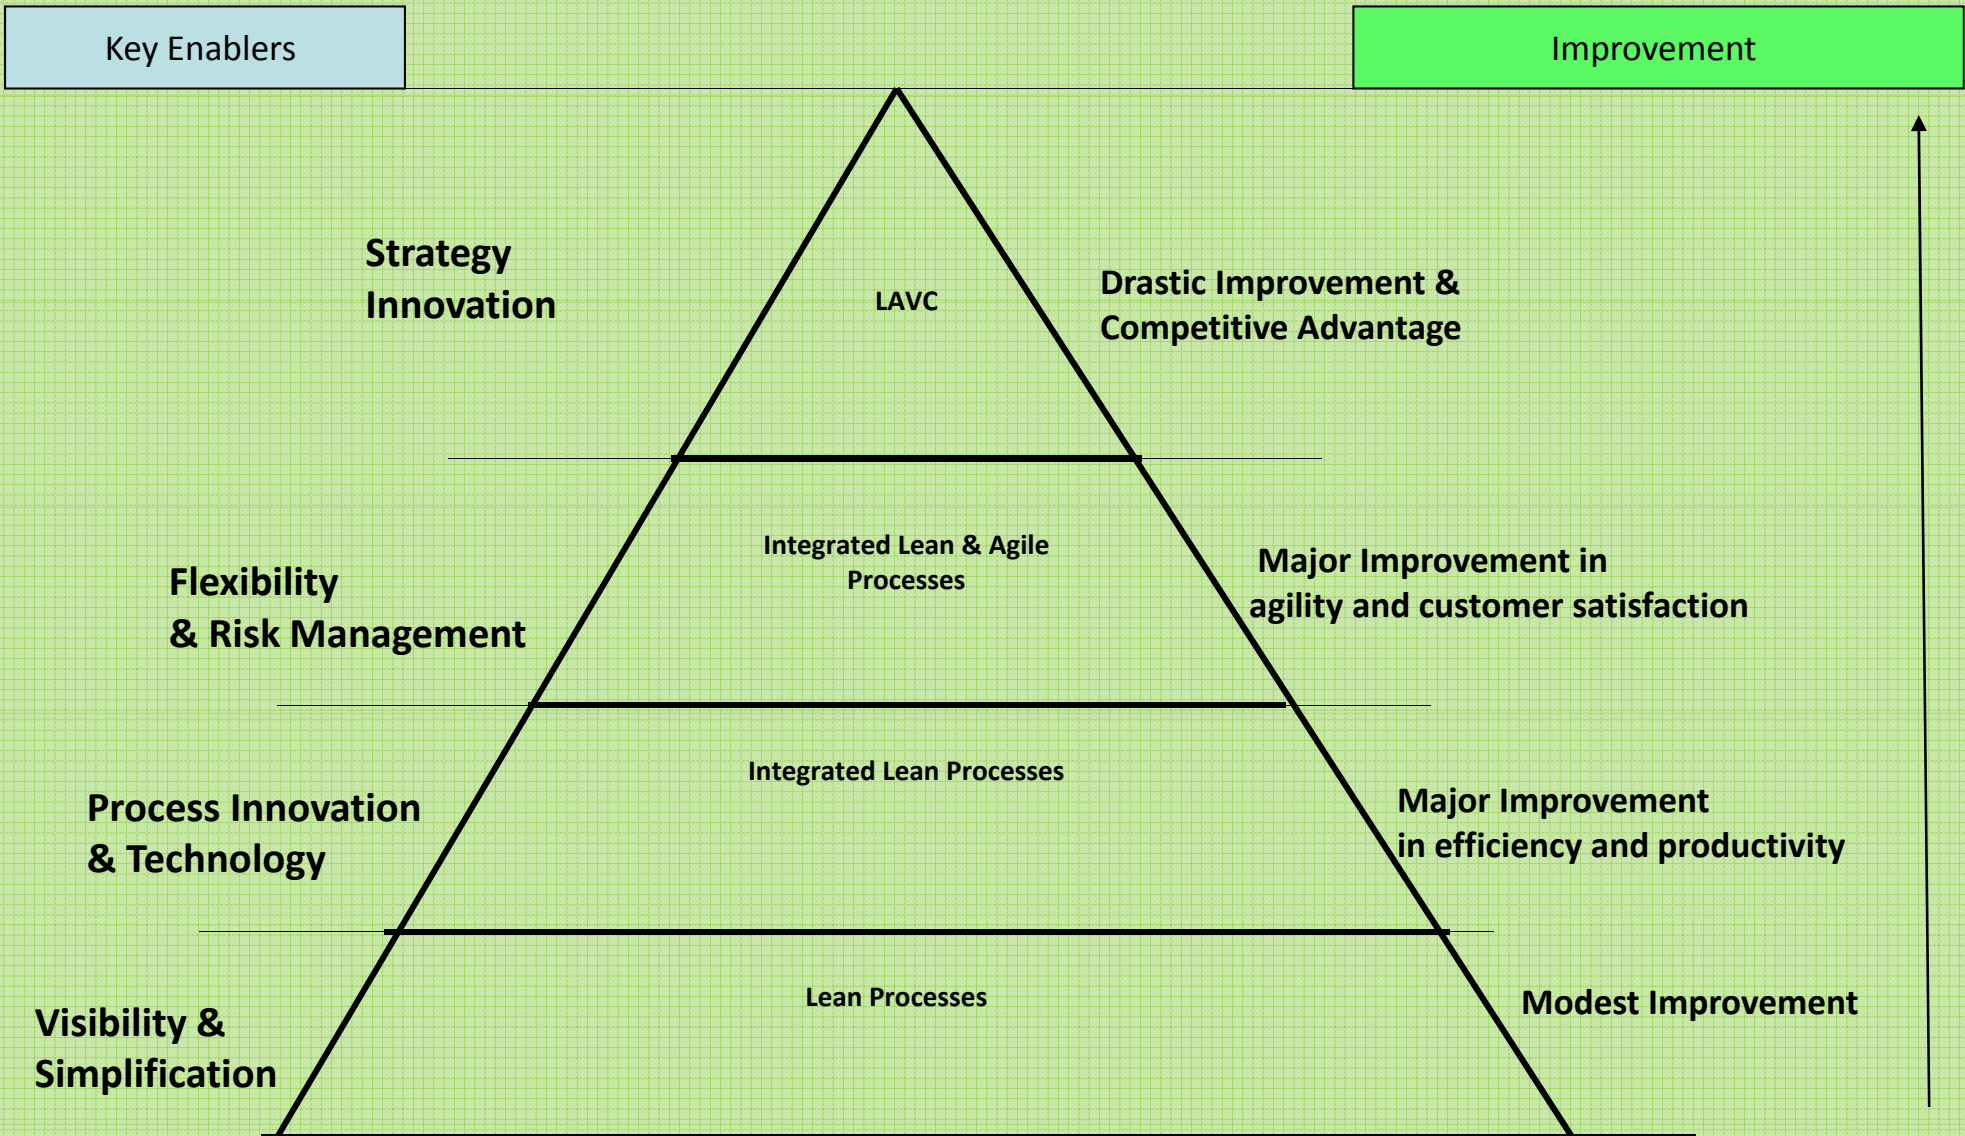 Key Enablers
Improvement
Strategy
Innovation
LAVC
Drastic Improvement &
Competitive Advantage
Flexibility
& Risk Management
Integrated Lean & Agile
Processes
Major Improvement in
agility and customer satisfaction
Process Innovation
& Technology
Integrated Lean Processes
Major Improvement
in efficiency and productivity
Visibility &
Simplification
Lean Processes
Modest Improvement